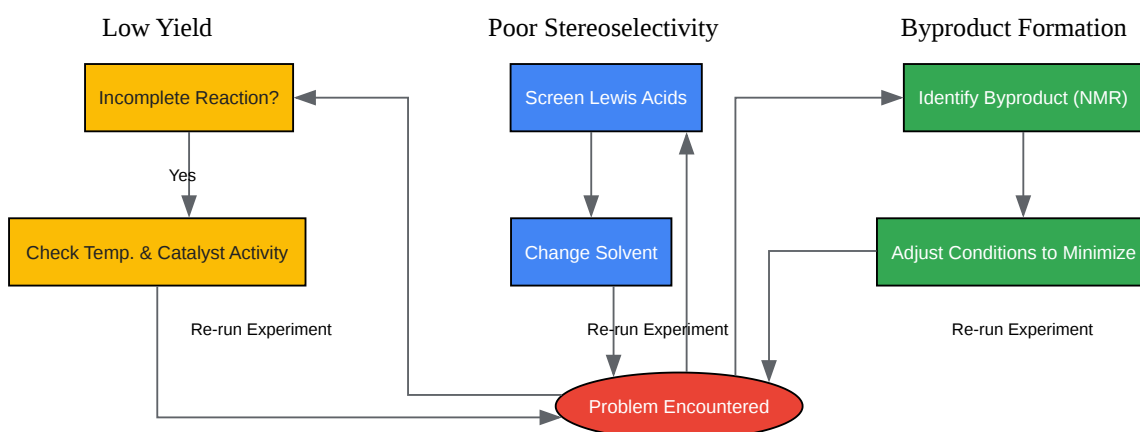 Low Yield
Poor Stereoselectivity
Byproduct Formation
Incomplete Reaction?
Screen Lewis Acids
Identify Byproduct (NMR)
Yes
Check Temp. & Catalyst Activity
Change Solvent
Adjust Conditions to Minimize
Re-run Experiment
Re-run Experiment
Re-run Experiment
Problem Encountered